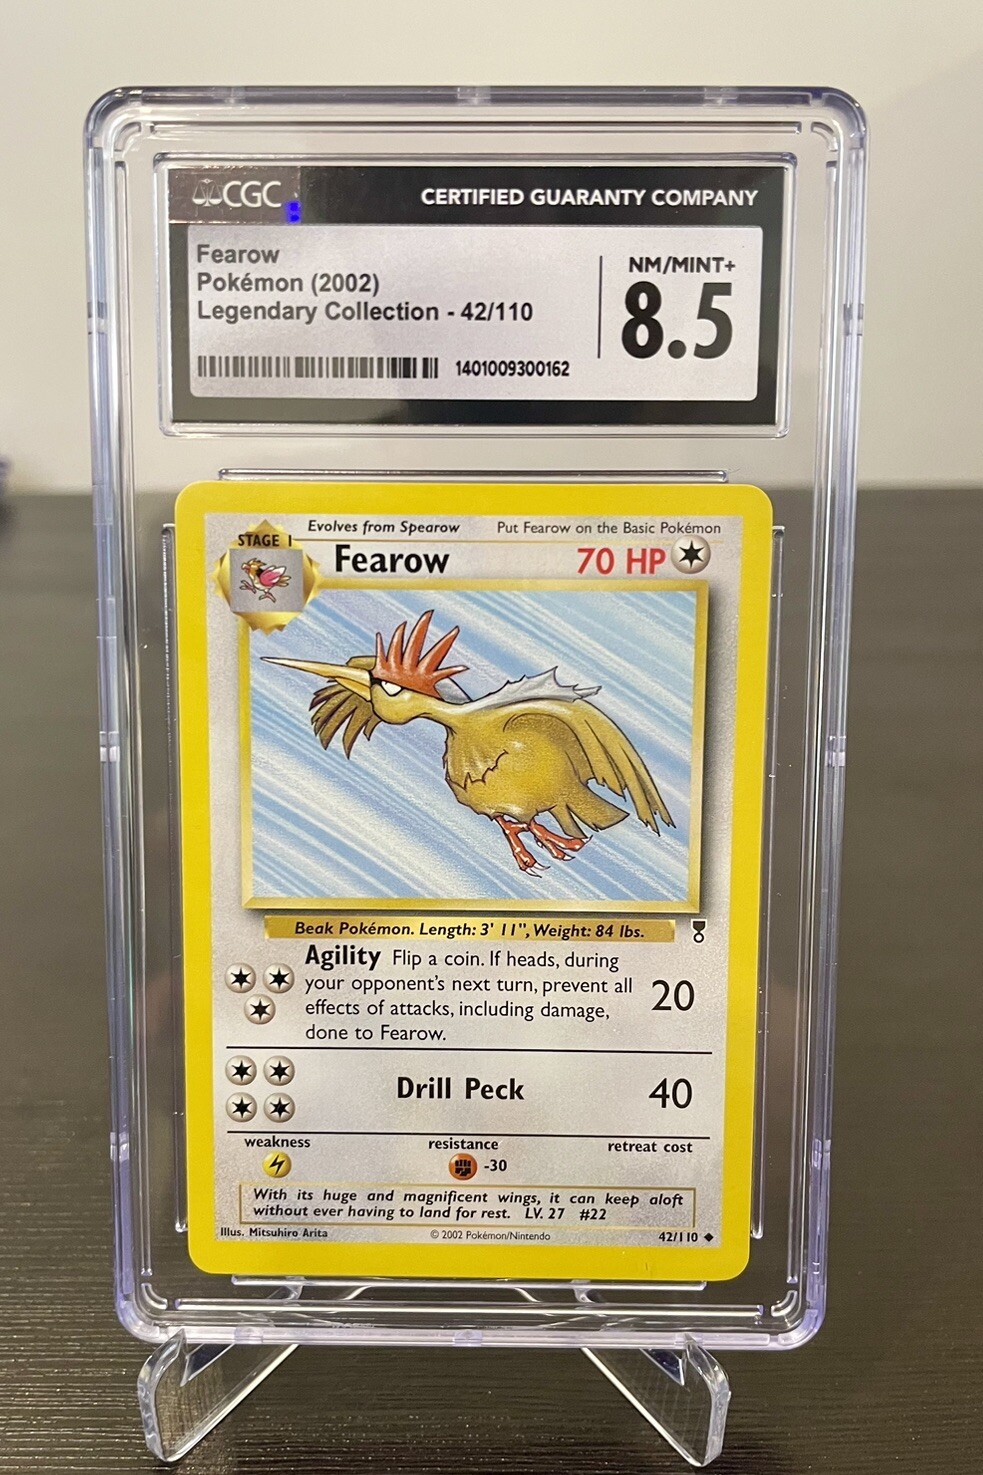 CGC
CERTIFIED GUARANTY COMPANY
Fearow
Pokémon (2002)
Legendary Collection - 42/110
NM/MINT+
8.5
1401009300162
Evolves from Spearow
Put Fearow on the Basic Pokémon
STAGE 1
Fearow
70 HP
Beak Pokémon. Length: 3' 11", Weight: 84 lbs.
Agility Flip a coin. If heads, during
your opponent's next turn, prevent all
effects of attacks, including damage,
done to Fearow.
20
Drill Peck
40
weakness
resistance
retreat cost
-30
With its huge and magnificent wings, it can keep aloft
without ever having to land for rest. LV. 27 #22
Illus. Mitsuhiro Arita
© 2002 Pokémon/Nintendo
42/110